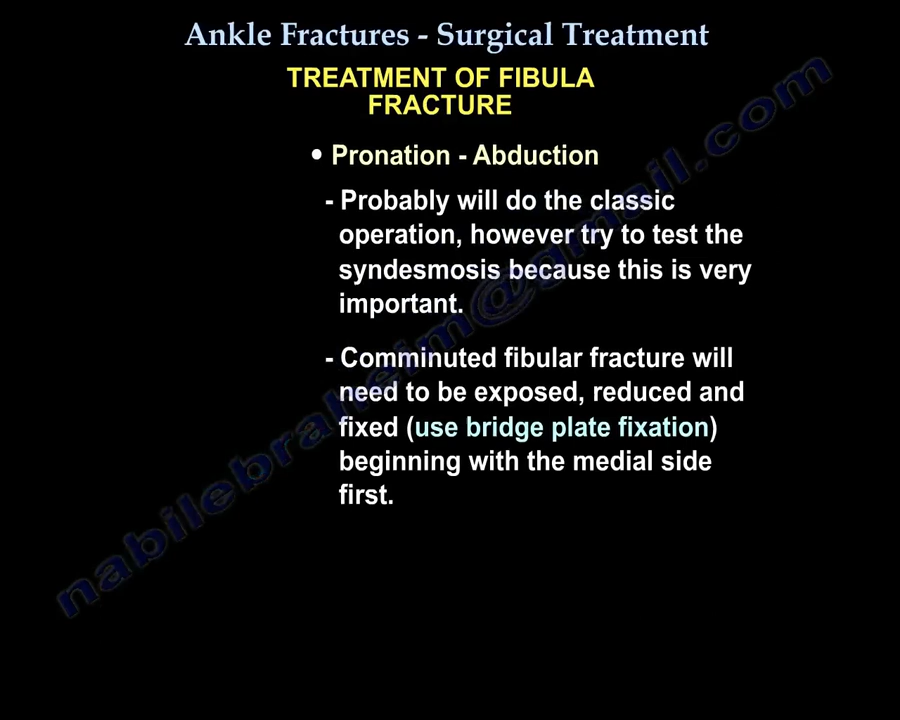 Ankle Fractures - Surgical Treatment
TREATMENT OF FIBULA
FRACTURE
• Pronation - Abduction
- Probably will do the classic
operation, however try to test the
syndesmosis because this is very
important.
- Comminuted fibular fracture will
need to be exposed, reduced and
fixed (use bridge plate fixation)
beginning with the medial side
first.
nabilebraheim@gmail.com